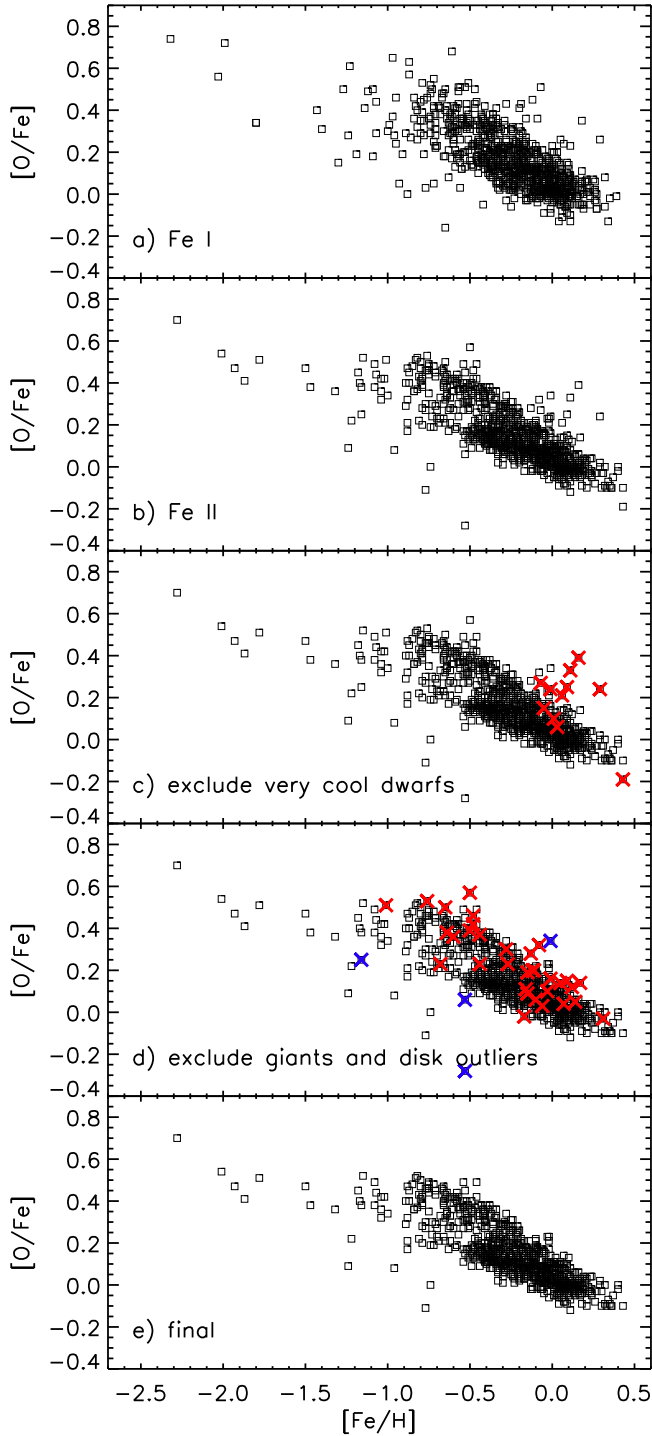 0.8
0.6
0.4
0.2
0.0
−0.2
−0.4
[O/Fe]
a) Fe I
0.8
0.6
0.4
0.2
0.0
−0.2
−0.4
[O/Fe]
b) Fe II
0.8
0.6
0.4
0.2
0.0
−0.2
−0.4
[O/Fe]
c) exclude very cool dwarfs
0.8
0.6
0.4
0.2
0.0
−0.2
−0.4
[O/Fe]
d) exclude giants and disk outliers
0.8
0.6
0.4
0.2
0.0
−0.2
−0.4
[O/Fe]
e) final
−2.5 −2.0 −1.5 −1.0 −0.5 0.0 0.5
[Fe/H]